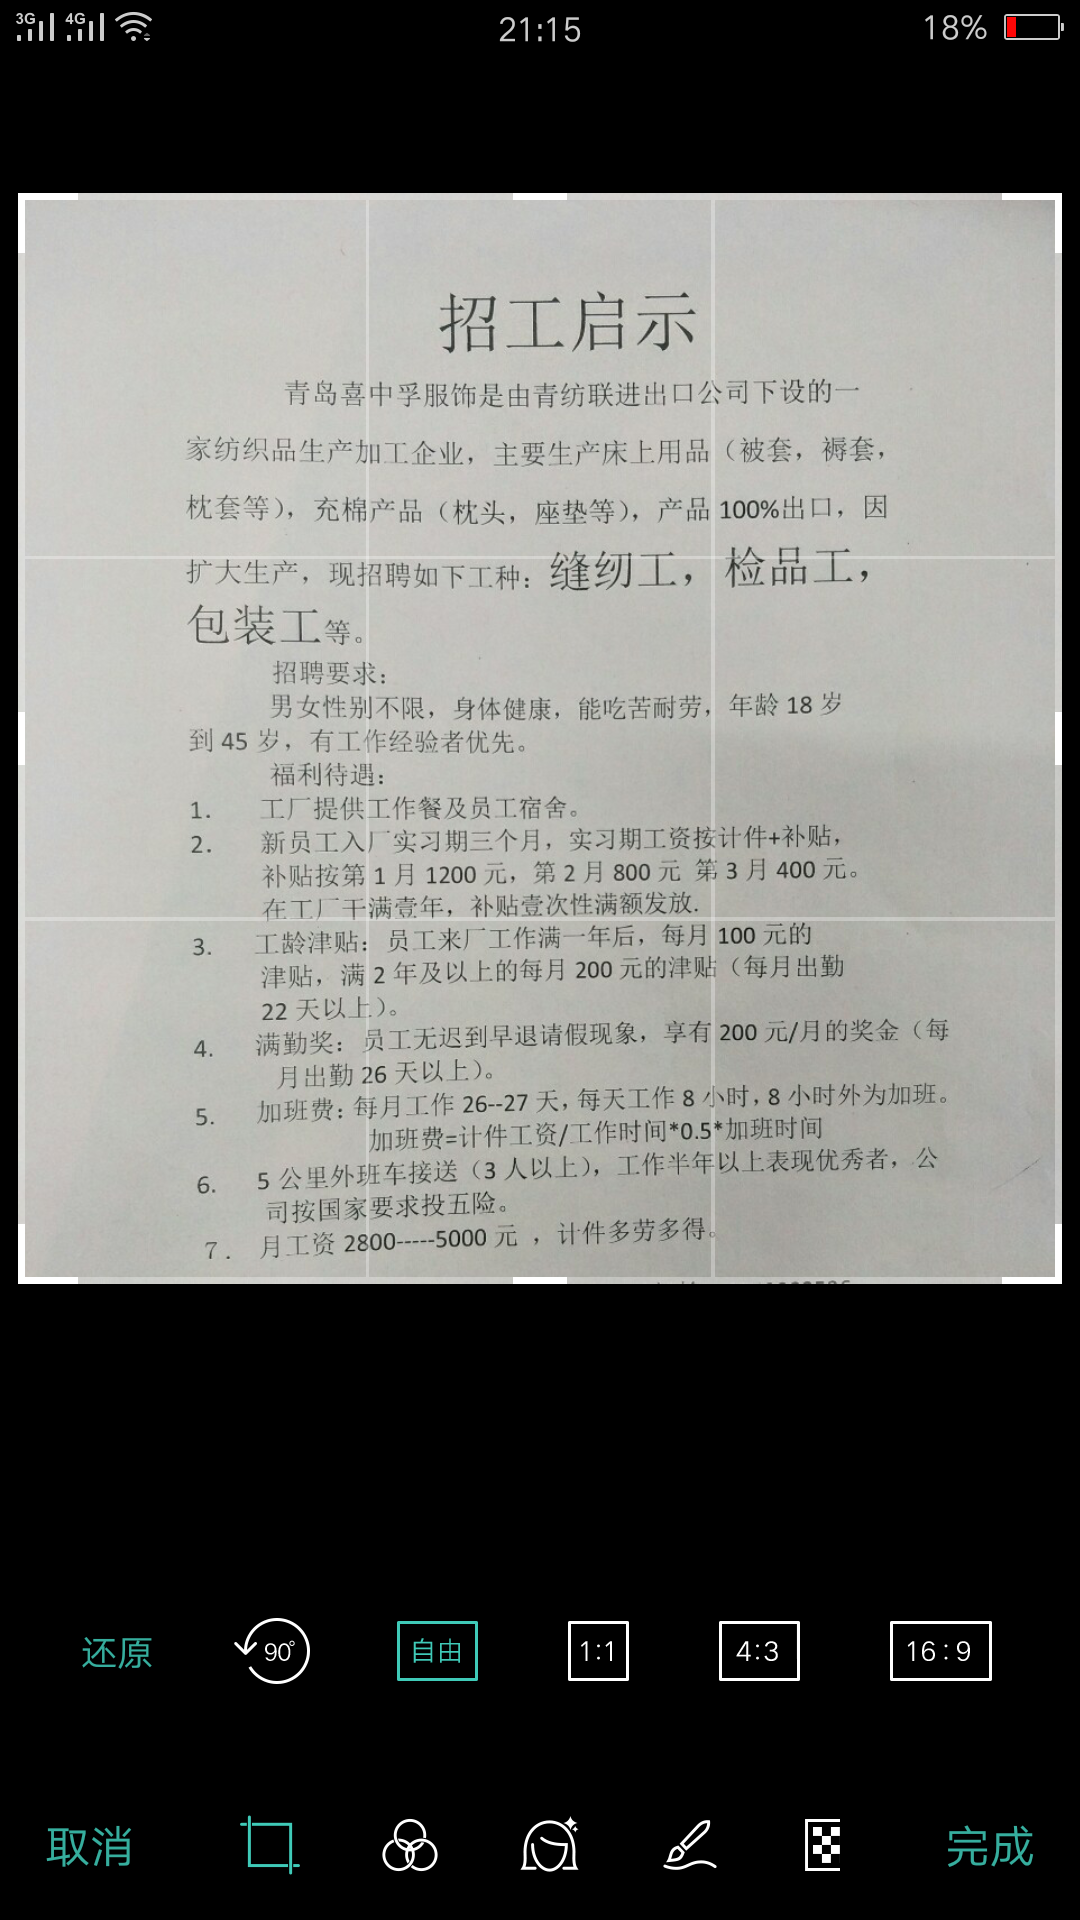 3G 4G 21:15 18%
招工启示
青岛喜中孚服饰是由青纺联进出口公司下设的一
家纺织品生产加工企业，主要生产床上用品（被套，褥套，
枕套等），充棉产品（枕头，座垫等），产品 100%出口，因
扩大生产，现招聘如下工种：缝纫工，检品工，
包装工等。
招聘要求：
男女性别不限，身体健康，能吃苦耐劳，年龄 18 岁
到 45 岁，有工作经验者优先。
福利待遇：
1. 工厂提供工作餐及员工宿舍。
2. 新员工入厂实习期三个月，实习期工资按计件+补贴，
补贴按第 1 月 1200 元，第 2 月 800 元 第 3 月 400 元。
在工厂干满壹年，补贴壹次性满额发放.
3. 工龄津贴：员工来厂工作满一年后，每月 100 元的
津贴，满 2 年及以上的每月 200 元的津贴（每月出勤
22 天以上）。
4. 满勤奖：员工无迟到早退请假现象，享有 200 元/月的奖金（每
月出勤 26 天以上）。
5. 加班费：每月工作 26--27 天，每天工作 8 小时，8 小时外为加班。
加班费=计件工资/工作时间*0.5*加班时间
6. 5 公里外班车接送（3 人以上），工作半年以上表现优秀者，公
司按国家要求投五险。
7. 月工资 2800-----5000 元 ，计件多劳多得。
还原 90° 自由 1:1 4:3 16:9
取消 完成